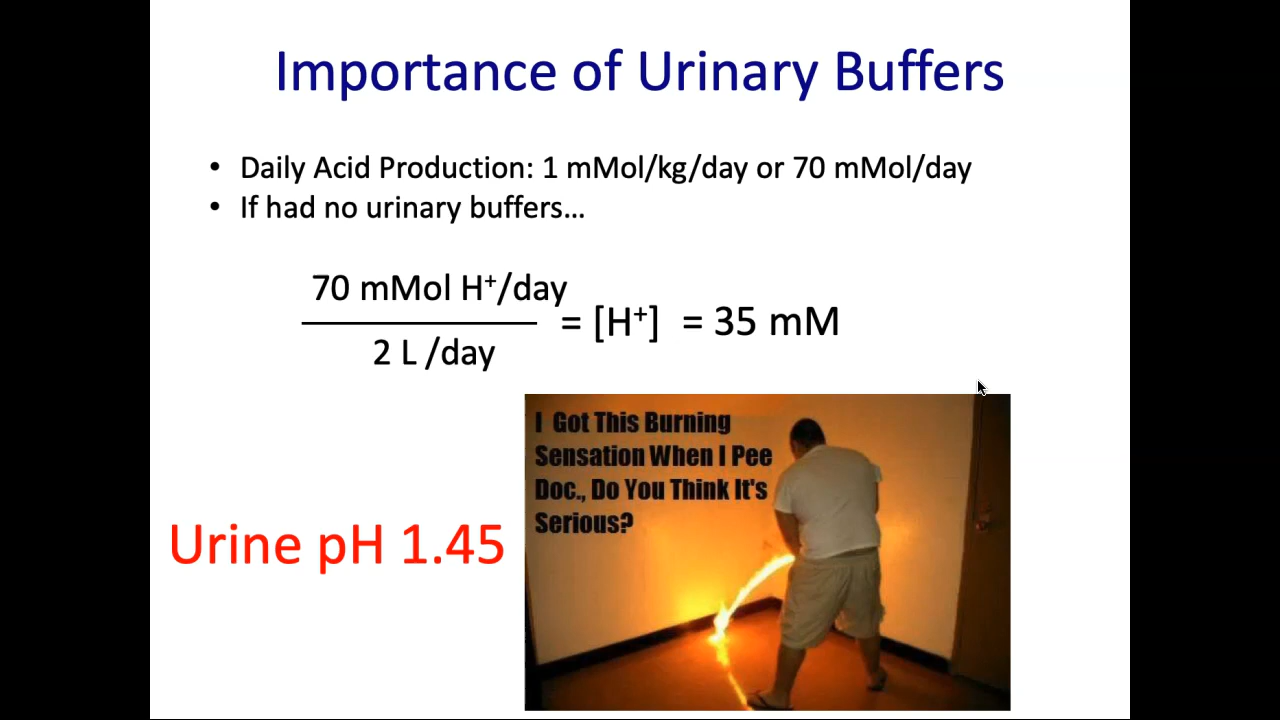 Importance of Urinary Buffers
• Daily Acid Production: 1 mMol/kg/day or 70 mMol/day
• If had no urinary buffers...
70 mMol H⁺/day
2 L /day
= [H⁺] = 35 mM
I Got This Burning
Sensation When I Pee
Doc., Do You Think It's
Serious?
Urine pH 1.45